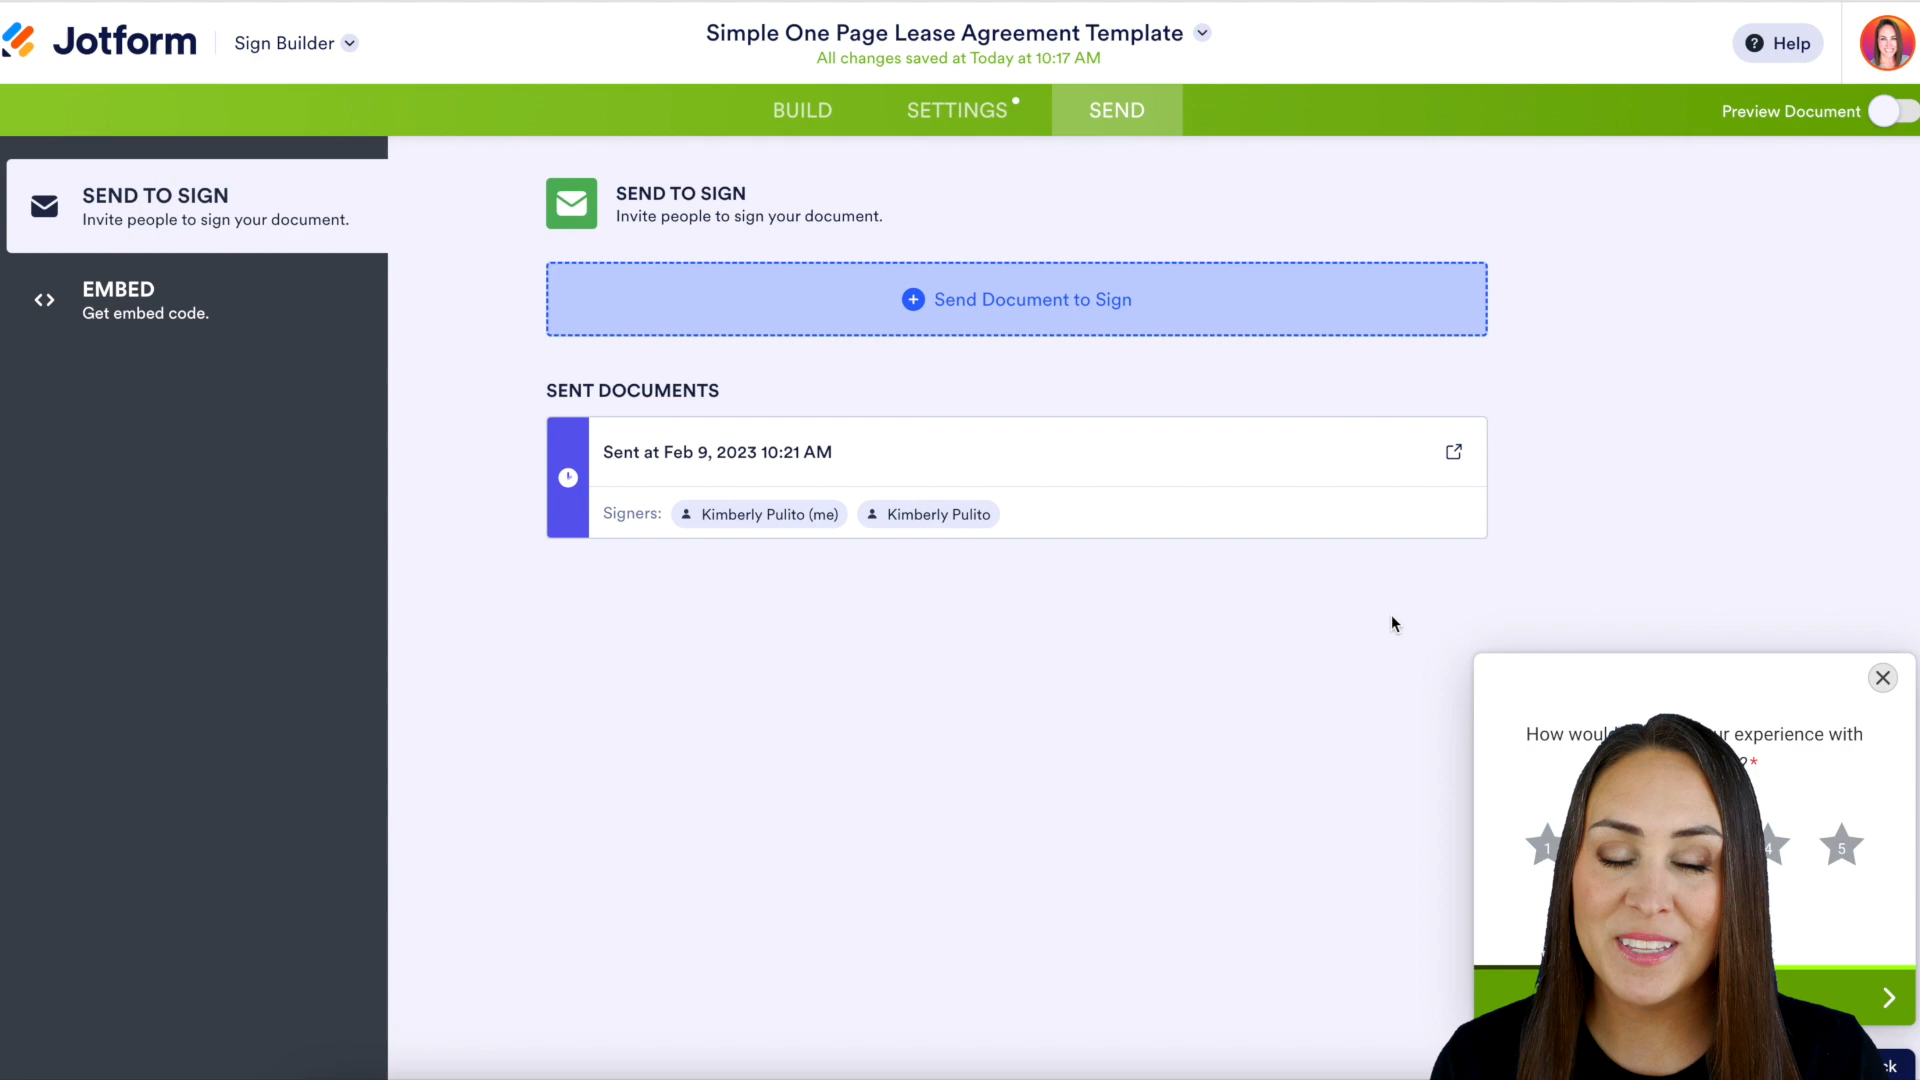 Jotform
Sign Builder
Simple One Page Lease Agreement Template
All changes saved at Today at 10:17 AM
Help
BUILD
SETTINGS
SEND
Preview Document
SEND TO SIGN
Invite people to sign your document.
EMBED
Get embed code.
SEND TO SIGN
Invite people to sign your document.
Send Document to Sign
SENT DOCUMENTS
Sent at Feb 9, 2023 10:21 AM
Signers: Kimberly Pulito (me) Kimberly Pulito
How experience with
?*
1 4 5